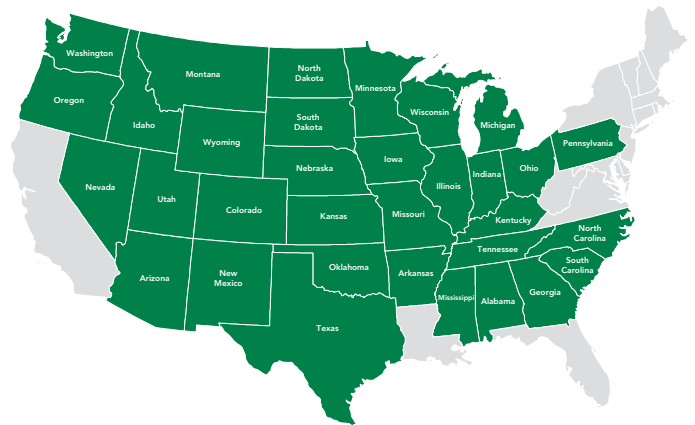 Washington
Montana
North
Dakota
Minnesota
Oregon
Idaho
Wyoming
South
Dakota
Wisconsin
Michigan
Pennsylvania
Nebraska
Iowa
Illinois
Indiana
Ohio
Nevada
Utah
Colorado
Kansas
Missouri
Kentucky
North
Carolina
Arizona
New
Mexico
Oklahoma
Arkansas
Tennessee
South
Carolina
Texas
Mississippi
Alabama
Georgia